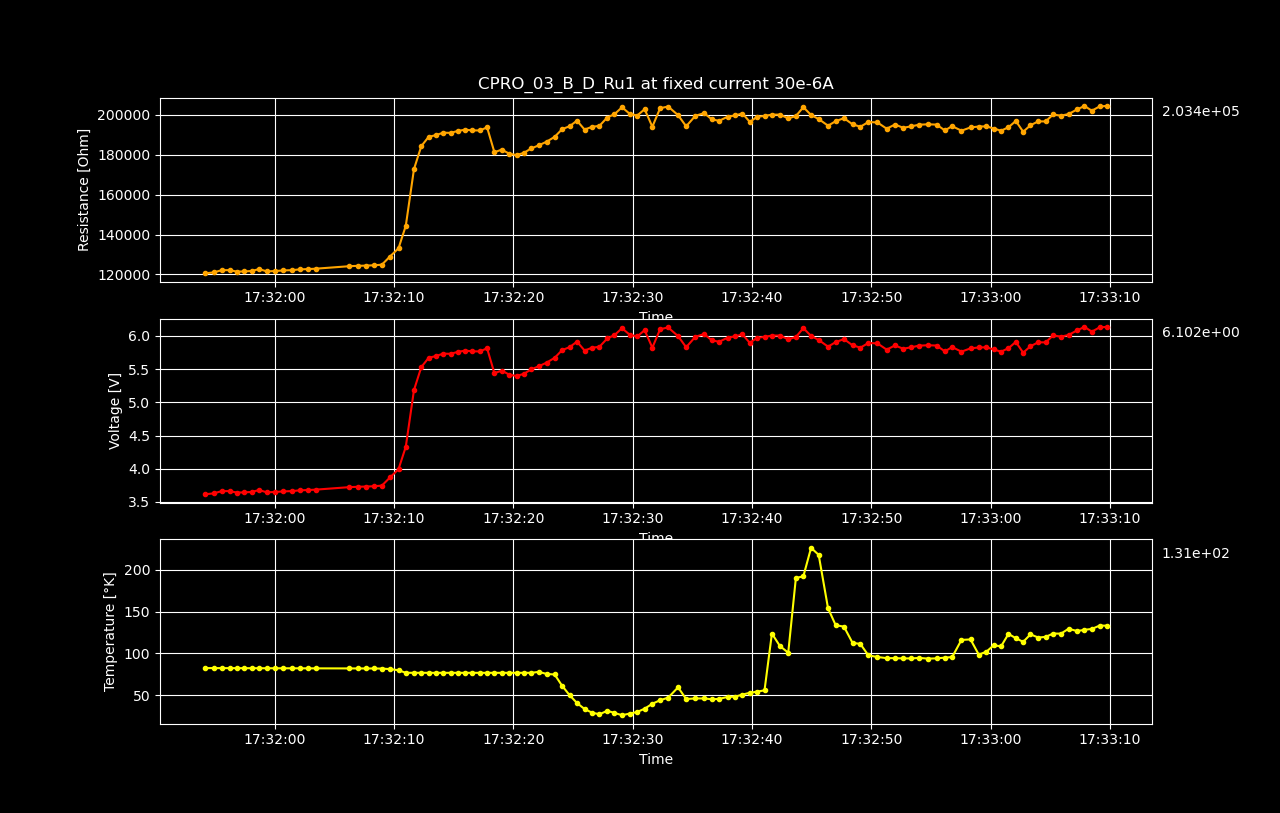 CPRO_03_B_D_Ru1 at fixed current 30e-6A
200000
180000
160000
140000
120000
Resistance [Ohm]
2.034e+05
17:32:00 17:32:10 17:32:20 17:32:30 17:32:40 17:32:50 17:33:00 17:33:10
Time
6.0
5.5
5.0
4.5
4.0
3.5
Voltage [V]
6.102e+00
17:32:00 17:32:10 17:32:20 17:32:30 17:32:40 17:32:50 17:33:00 17:33:10
Time
200
150
100
50
Temperature [°K]
1.31e+02
17:32:00 17:32:10 17:32:20 17:32:30 17:32:40 17:32:50 17:33:00 17:33:10
Time